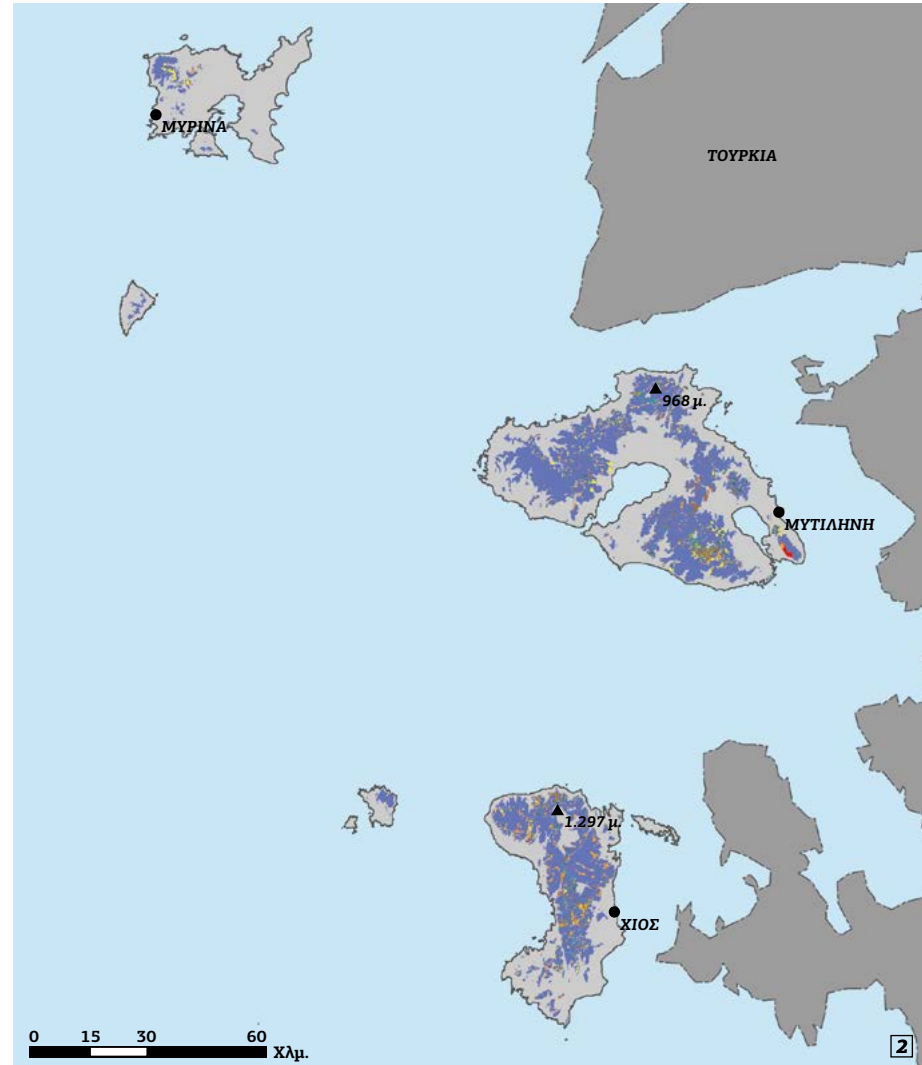 ΜΥΡΙΝΑ
ΤΟΥΡΚΙΑ
968 μ.
ΜΥΤΙΛΗΝΗ
1.297 μ.
ΧΙΟΣ
0 15 30 60
Χλμ.
2